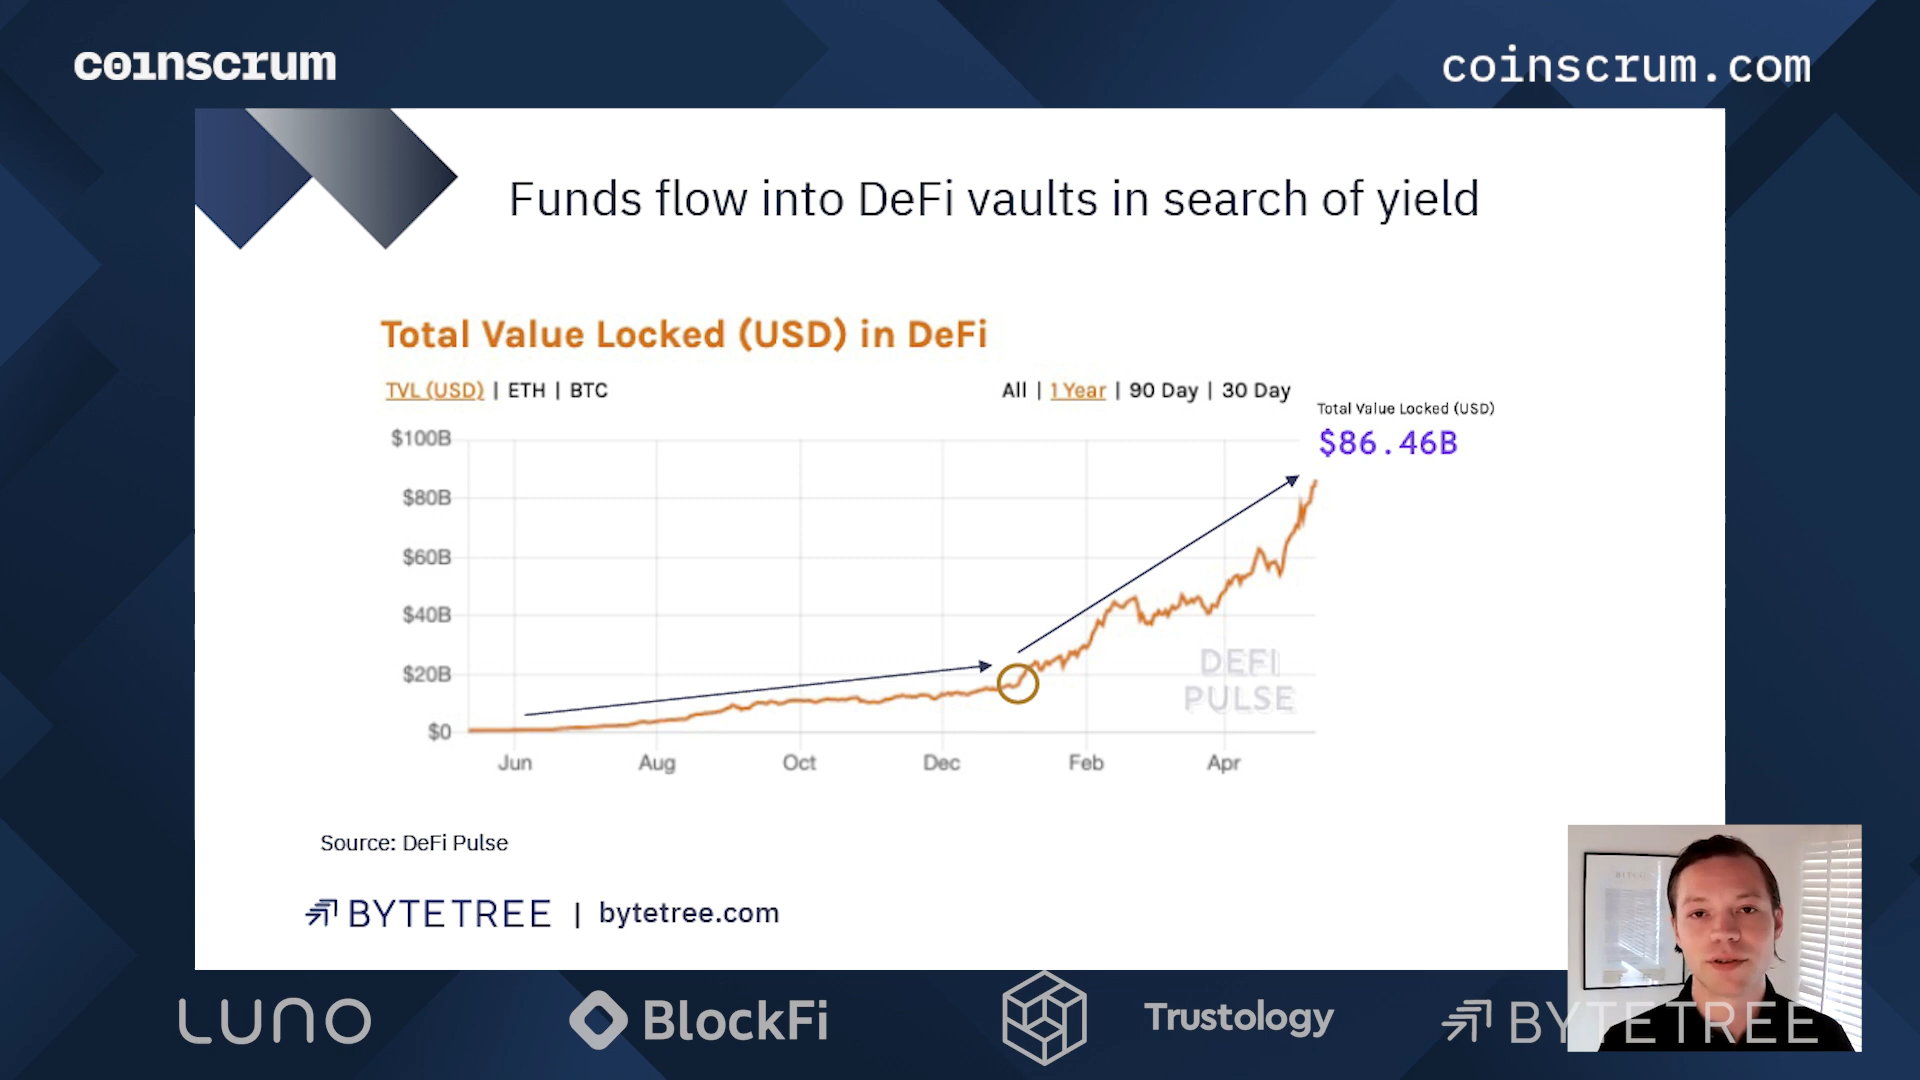 coinscrum
coinscrum.com
Funds flow into DeFi vaults in search of yield
Total Value Locked (USD) in DeFi
TVL (USD) | ETH | BTC
All | 1 Year | 90 Day | 30 Day
Total Value Locked (USD)
$86.46B
$100B
$80B
$60B
$40B
$20B
$0
DEFI
PULSE
Jun
Aug
Oct
Dec
Feb
Apr
Source: DeFi Pulse
BYTETREE | bytetree.com
LUNO
BlockFi
Trustology
BYTETREE